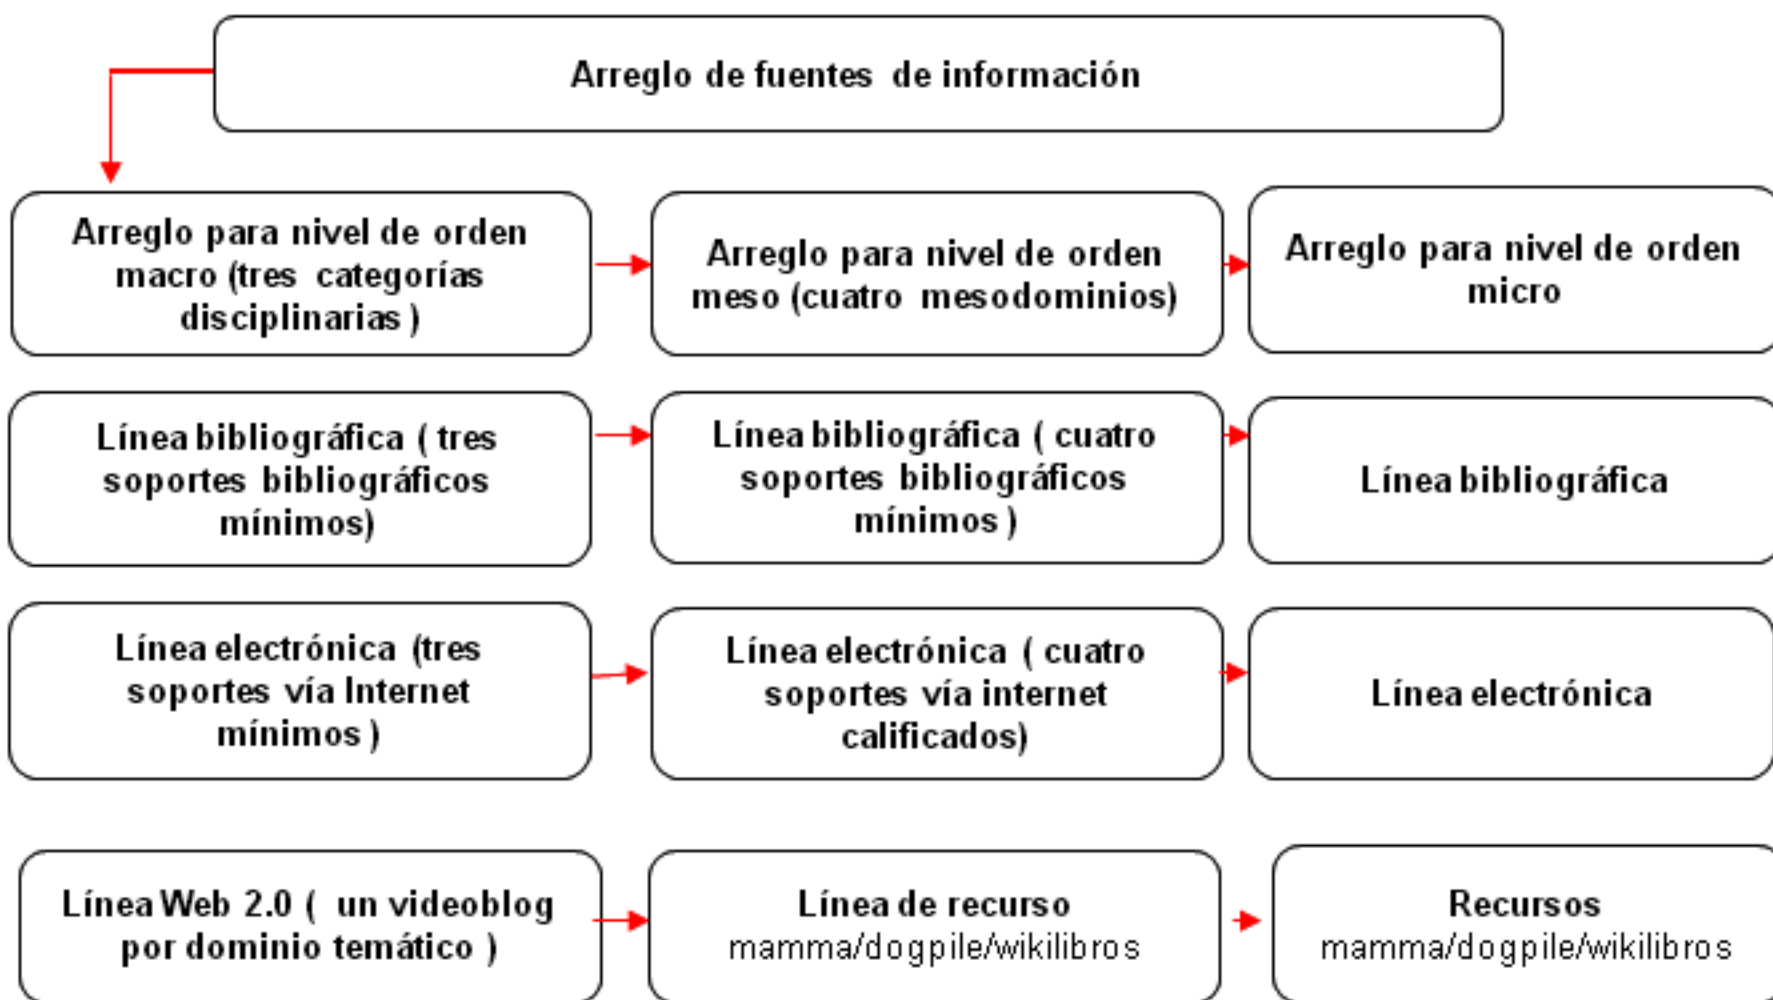 Arreglo de fuentes de información
Arreglo para nivel de orden
macro (tres categorías
disciplinarias )
Arreglo para nivel de orden
meso (cuatro mesodominios)
Arreglo para nivel de orden
micro
Línea bibliográfica ( tres
soportes bibliográficos
mínimos)
Línea bibliográfica ( cuatro
soportes bibliográficos
mínimos )
Línea bibliográfica
Línea electrónica (tres
soportes vía Internet
mínimos )
Línea electrónica ( cuatro
soportes vía internet
calificados)
Línea electrónica
Línea Web 2.0 ( un videoblog
por dominio temático )
Línea de recurso
mamma/dogpile/wikilibros
Recursos
mamma/dogpile/wikilibros